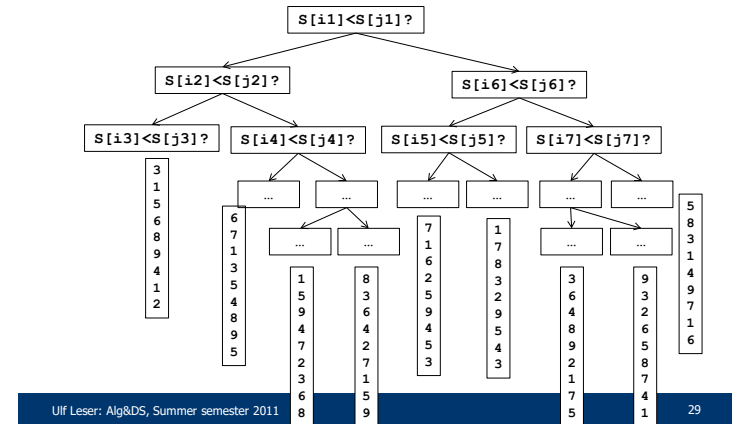 S[i1]<S[j1]?
S[i2]<S[j2]? S[i6]<S[j6]?
S[i3]<S[j3]? S[i4]<S[j4]? S[i5]<S[j5]? S[i7]<S[j7]?
… … … … … …
… … … …
3 1 5 6 8 9 4 1 2
6 7 1 3 5 4 8 9 5
1 5 9 4 7 2 3 6 8
8 3 6 4 2 7 1 5 9
7 1 6 2 5 9 4 5 3
1 7 8 3 2 9 5 4 3
3 6 4 8 9 2 1 7 5
9 3 2 6 5 8 7 4 1
5 8 3 1 4 9 7 1 6
Ulf Leser: Alg&DS, Summer semester 2011 29